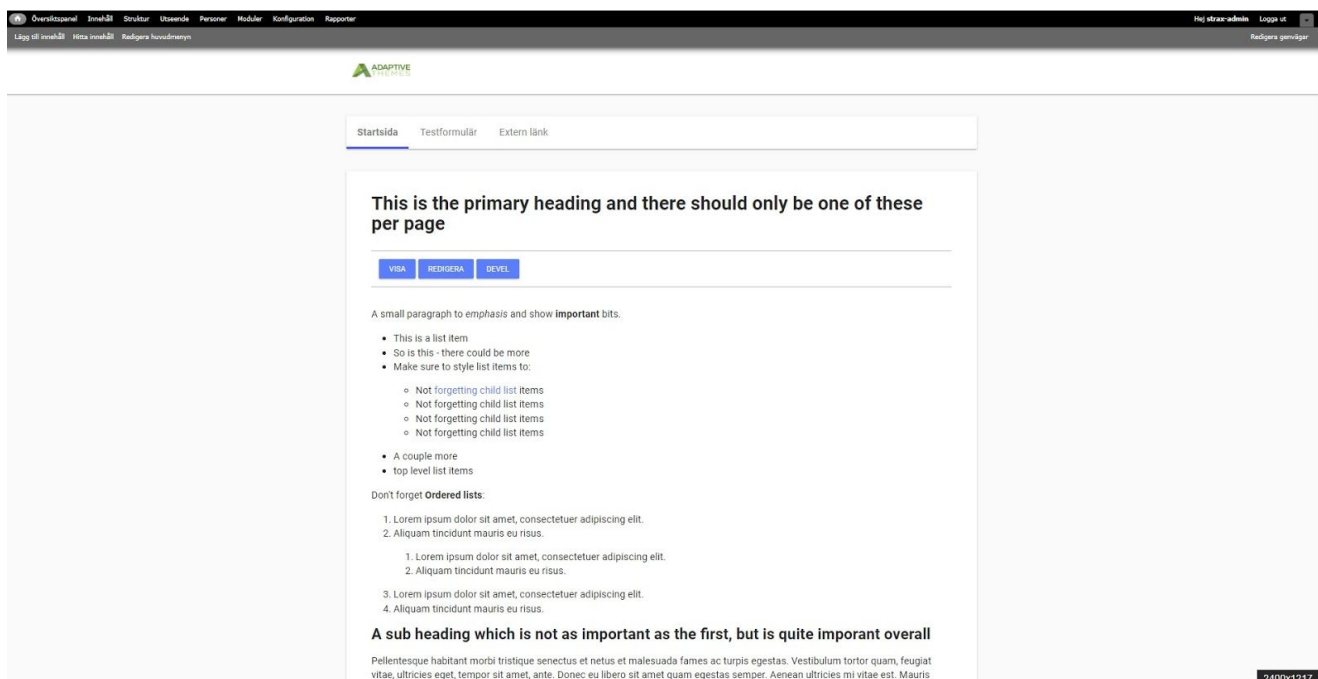 Översiktspanel Innehåll Struktur Utseende Personer Moduler Konfiguration Rapporter Hej strax-admin Logga ut
Lägg till innehåll Hitta innehåll Redigera huvudmenyn Redigera genvägar
ADAPTIVE
THEMES
Startsida Testformulär Extern länk
This is the primary heading and there should only be one of these
per page
VISA REDIGERA DEVEL
A small paragraph to emphasis and show important bits.
• This is a list item
• So is this - there could be more
• Make sure to style list items to:
◦ Not forgetting child list items
◦ Not forgetting child list items
◦ Not forgetting child list items
◦ Not forgetting child list items
• A couple more
• top level list items
Don't forget Ordered lists:
1. Lorem ipsum dolor sit amet, consectetuer adipiscing elit.
2. Aliquam tincidunt mauris eu risus.
1. Lorem ipsum dolor sit amet, consectetuer adipiscing elit.
2. Aliquam tincidunt mauris eu risus.
3. Lorem ipsum dolor sit amet, consectetuer adipiscing elit.
4. Aliquam tincidunt mauris eu risus.
A sub heading which is not as important as the first, but is quite imporant overall
Pellentesque habitant morbi tristique senectus et netus et malesuada fames ac turpis egestas. Vestibulum tortor quam, feugiat
vitae, ultricies eget, tempor sit amet, ante. Donec eu libero sit amet quam egestas semper. Aenean ultricies mi vitae est. Mauris
2400x1217